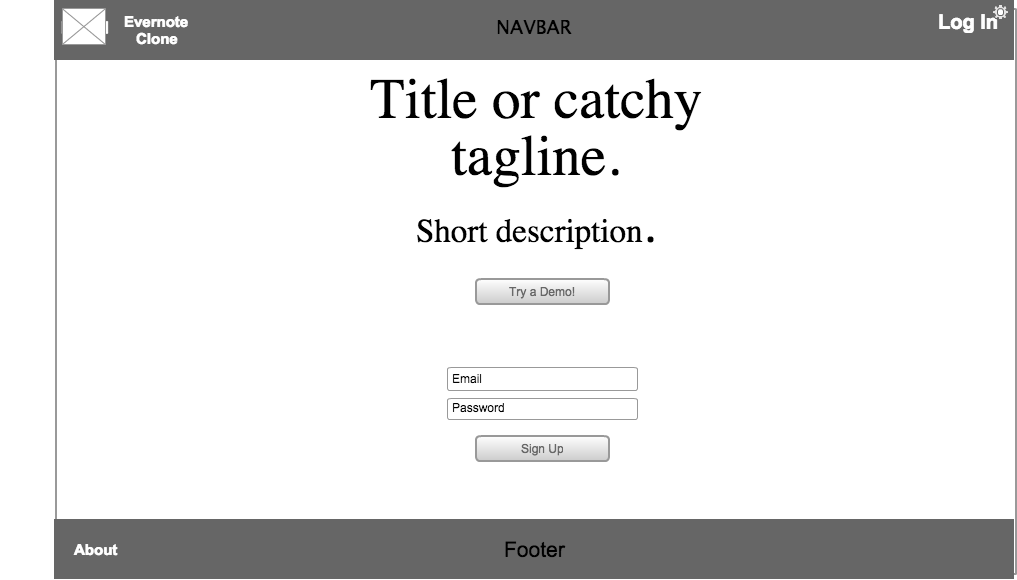 Evernote
Clone
NAVBAR
Log In
Title or catchy
tagline.
Short description.
Try a Demo!
Email
Password
Sign Up
About
Footer